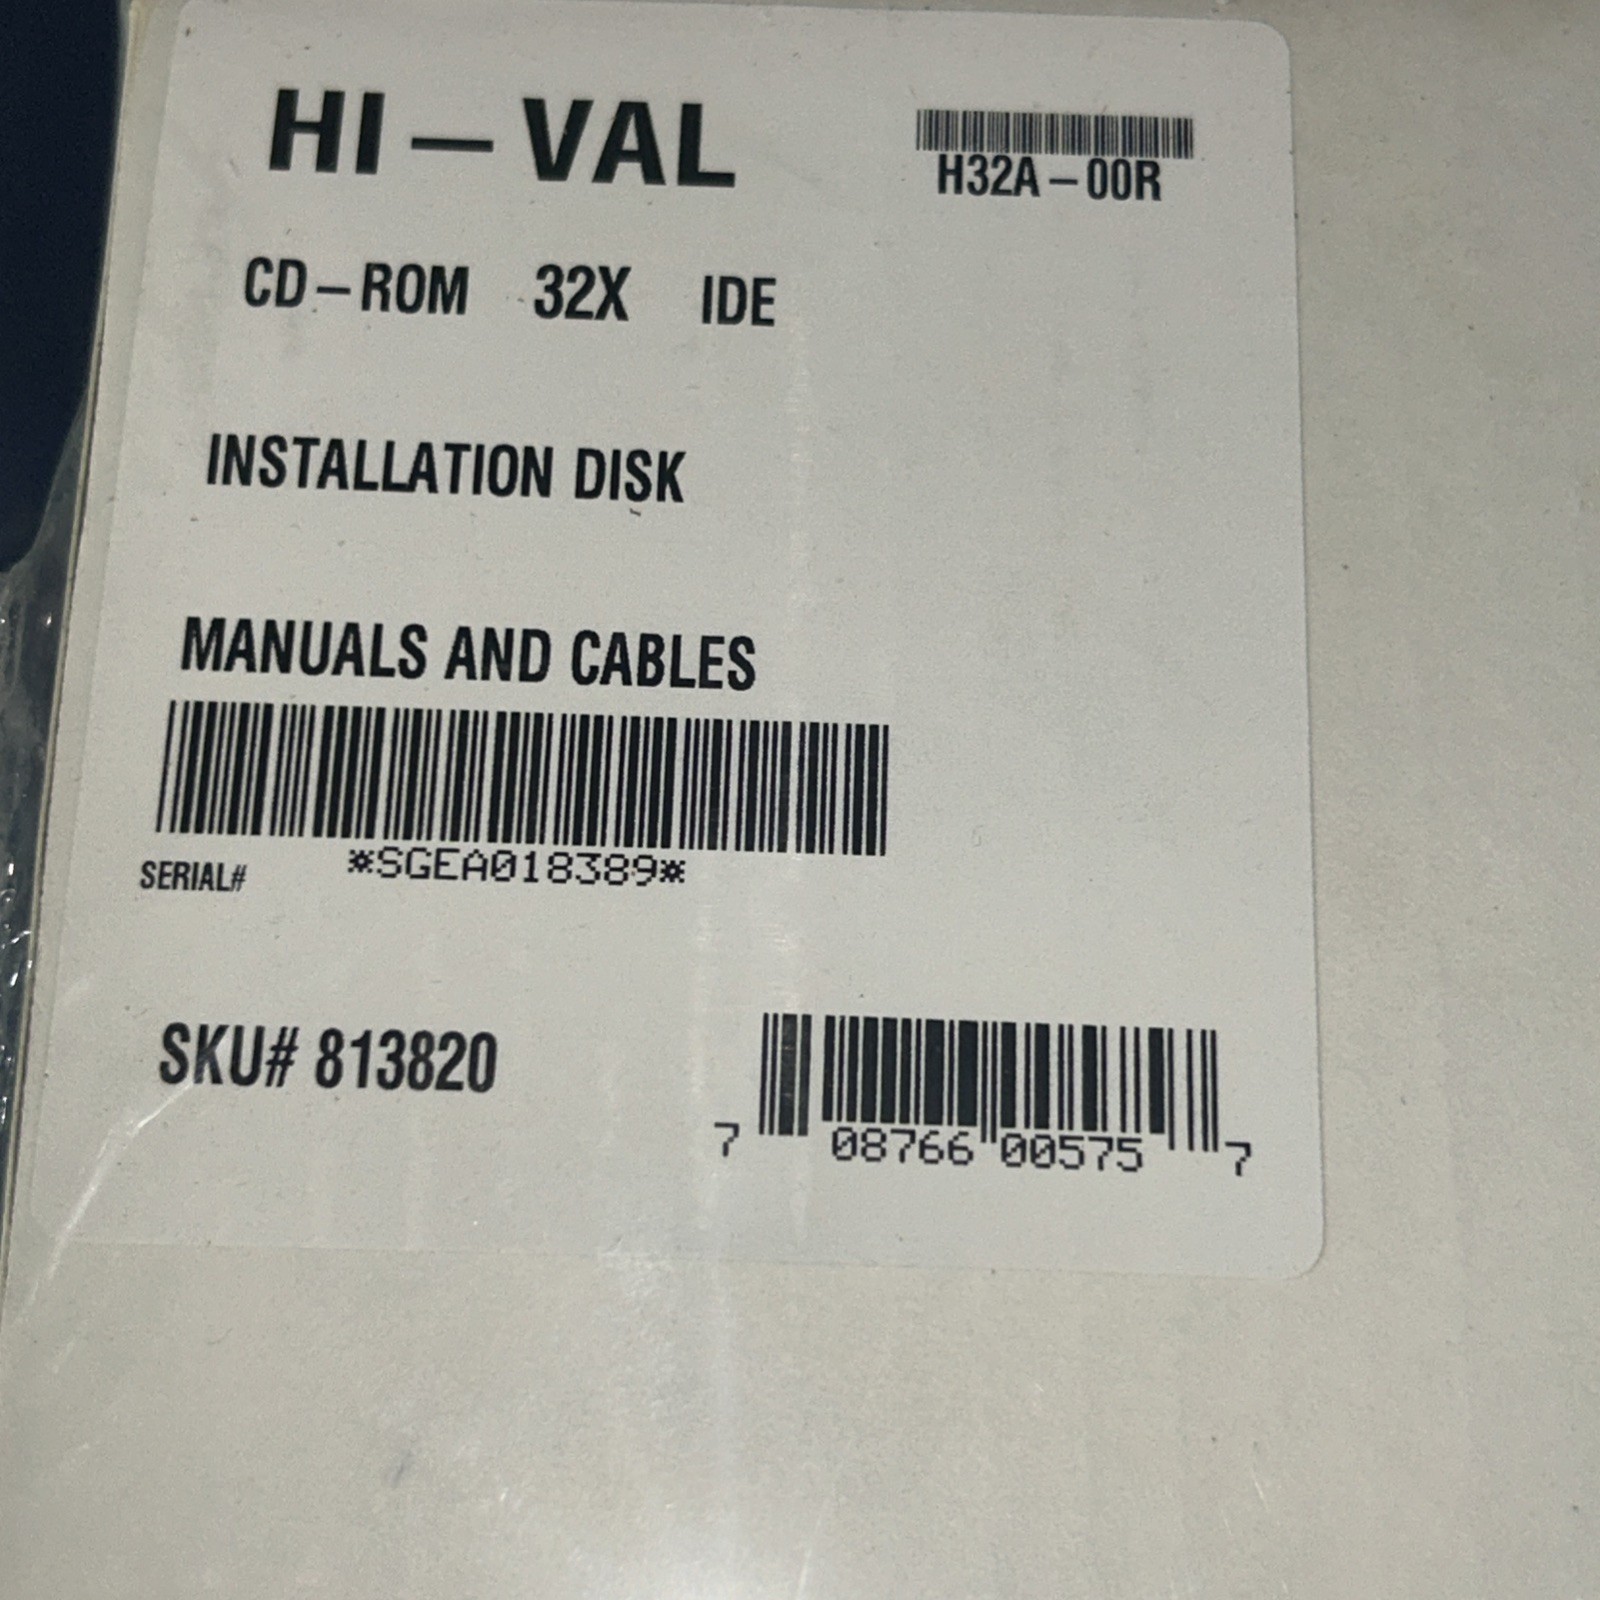 HI – VAL
H32A – 00R
CD – ROM 32X IDE
INSTALLATION DISK
MANUALS AND CABLES
SERIAL# *SGEA018389*
SKU# 813820
7 08766 00575 7